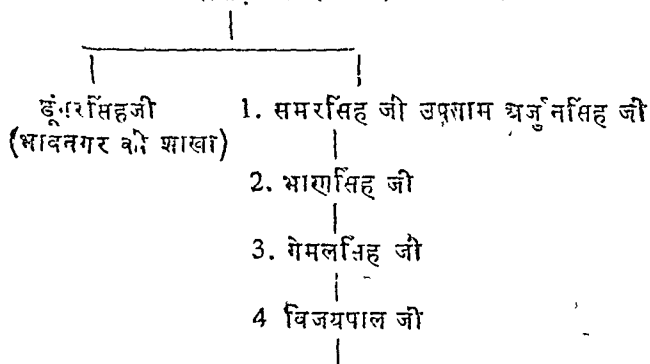 डूंगरसिंहजी 1. समरसिंह जी उपनाम अर्जुनसिंह जी
(भावनगर की शाखा)
2. भाणसिंह जी
3. गेमलसिंह जी
4 विजयपाल जी